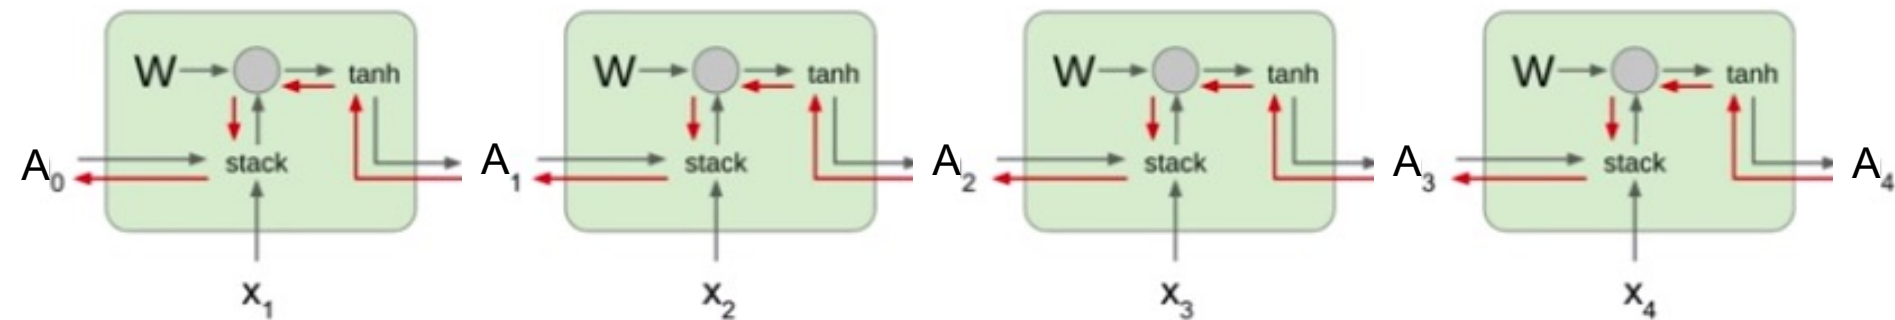 W tanh W tanh W tanh W tanh
A₀ stack A₁ stack A₂ stack A₃ stack A₄
x₁ x₂ x₃ x₄